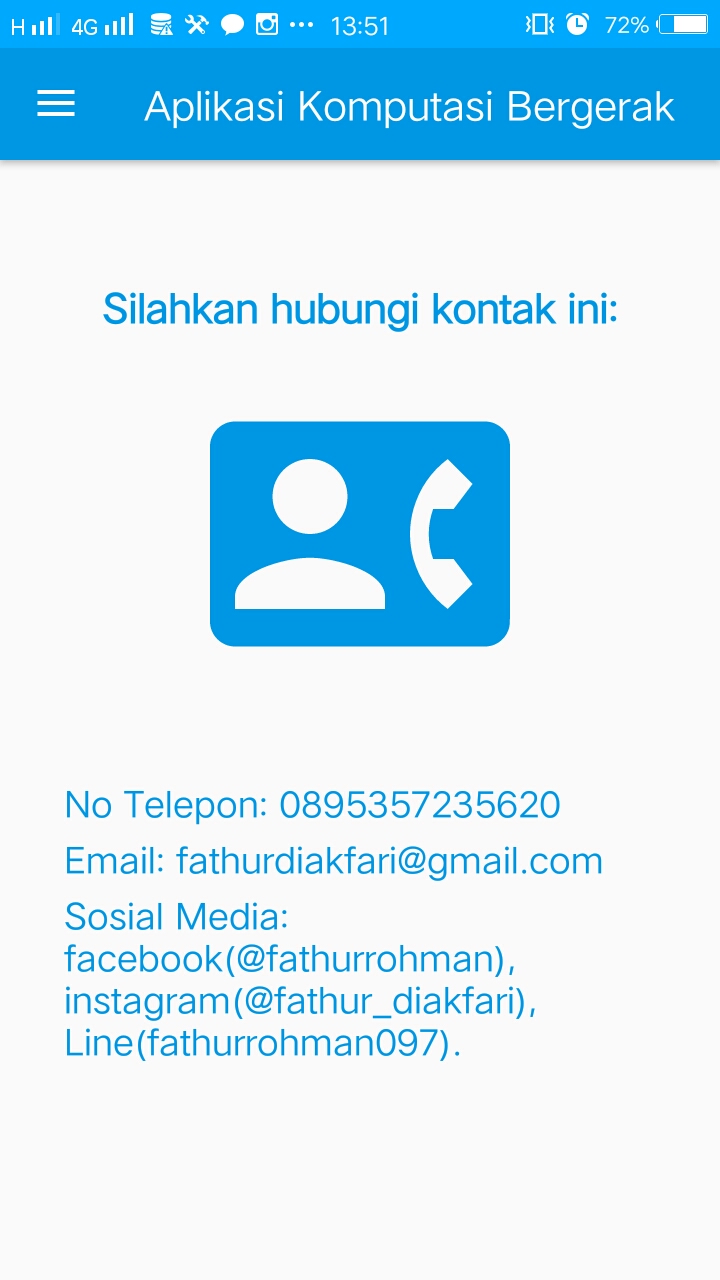 H 4G 13:51 72%
Aplikasi Komputasi Bergerak
Silahkan hubungi kontak ini:
No Telepon: 0895357235620
Email: fathurdiakfari@gmail.com
Sosial Media:
facebook(@fathurrohman),
instagram(@fathur_diakfari),
Line(fathurrohman097).